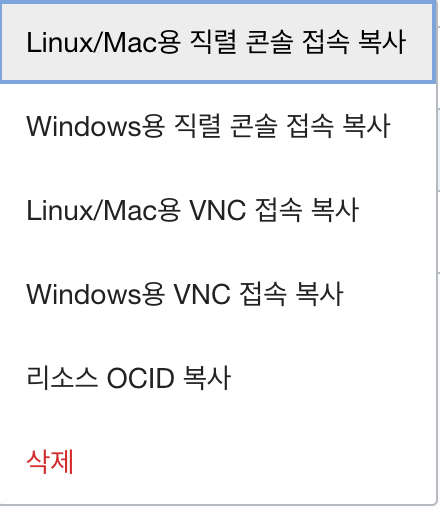 Linux/Mac용 직렬 콘솔 접속 복사
Windows용 직렬 콘솔 접속 복사
Linux/Mac용 VNC 접속 복사
Windows용 VNC 접속 복사
리소스 OCID 복사
삭제